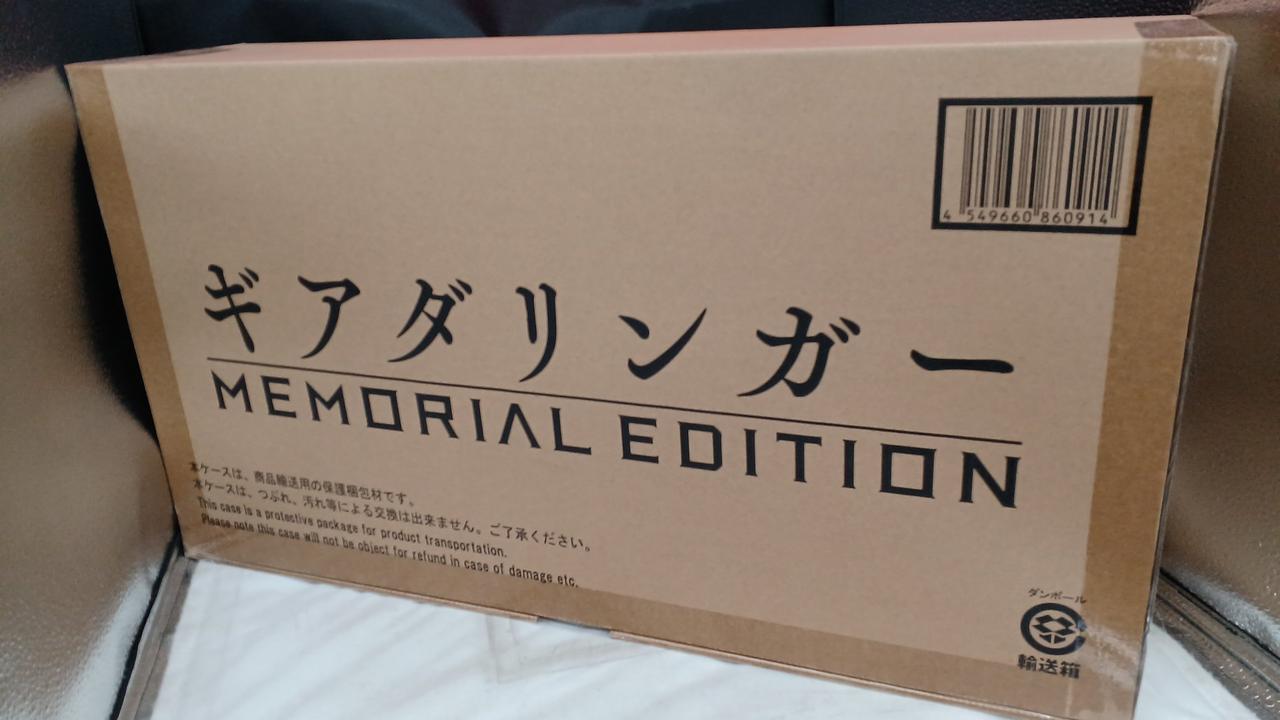 4 549660 860914
ギアダリンガー
MEMORIAL EDITION
本ケースは、商品輸送用の保護梱包材です。
本ケースは、つぶれ、汚れ等による交換は出来ません。ご了承ください。
This case is a protective package for product transportation.
Please note this case will not be object for refund in case of damage etc.
ダンボール
輸送箱